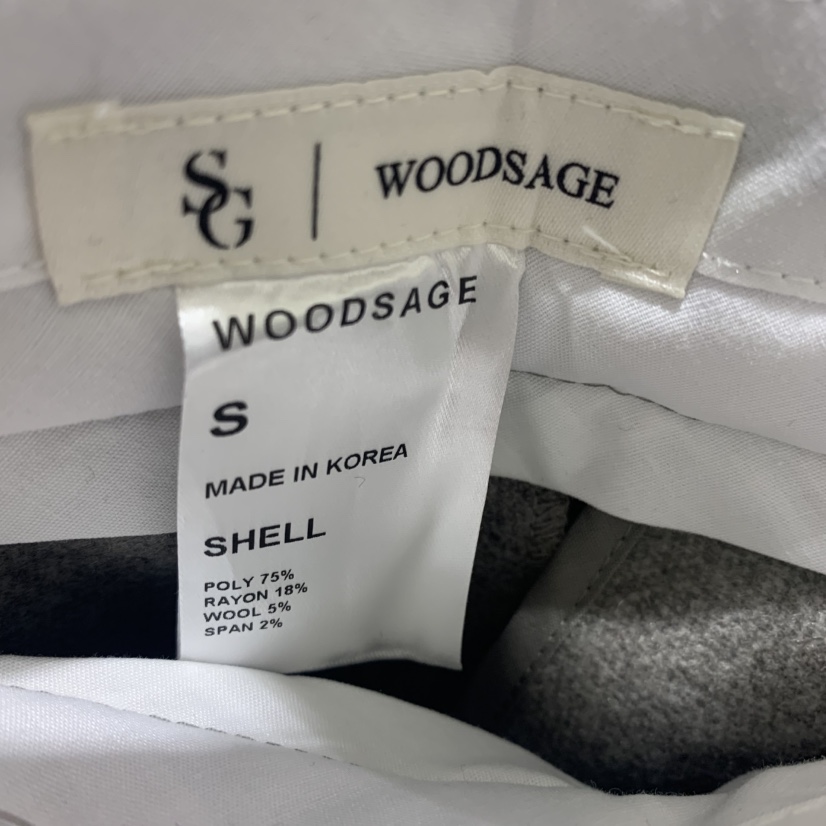 SG | WOODSAGE
WOODSAGE
S
MADE IN KOREA
SHELL
POLY 75%
RAYON 18%
WOOL 5%
SPAN 2%